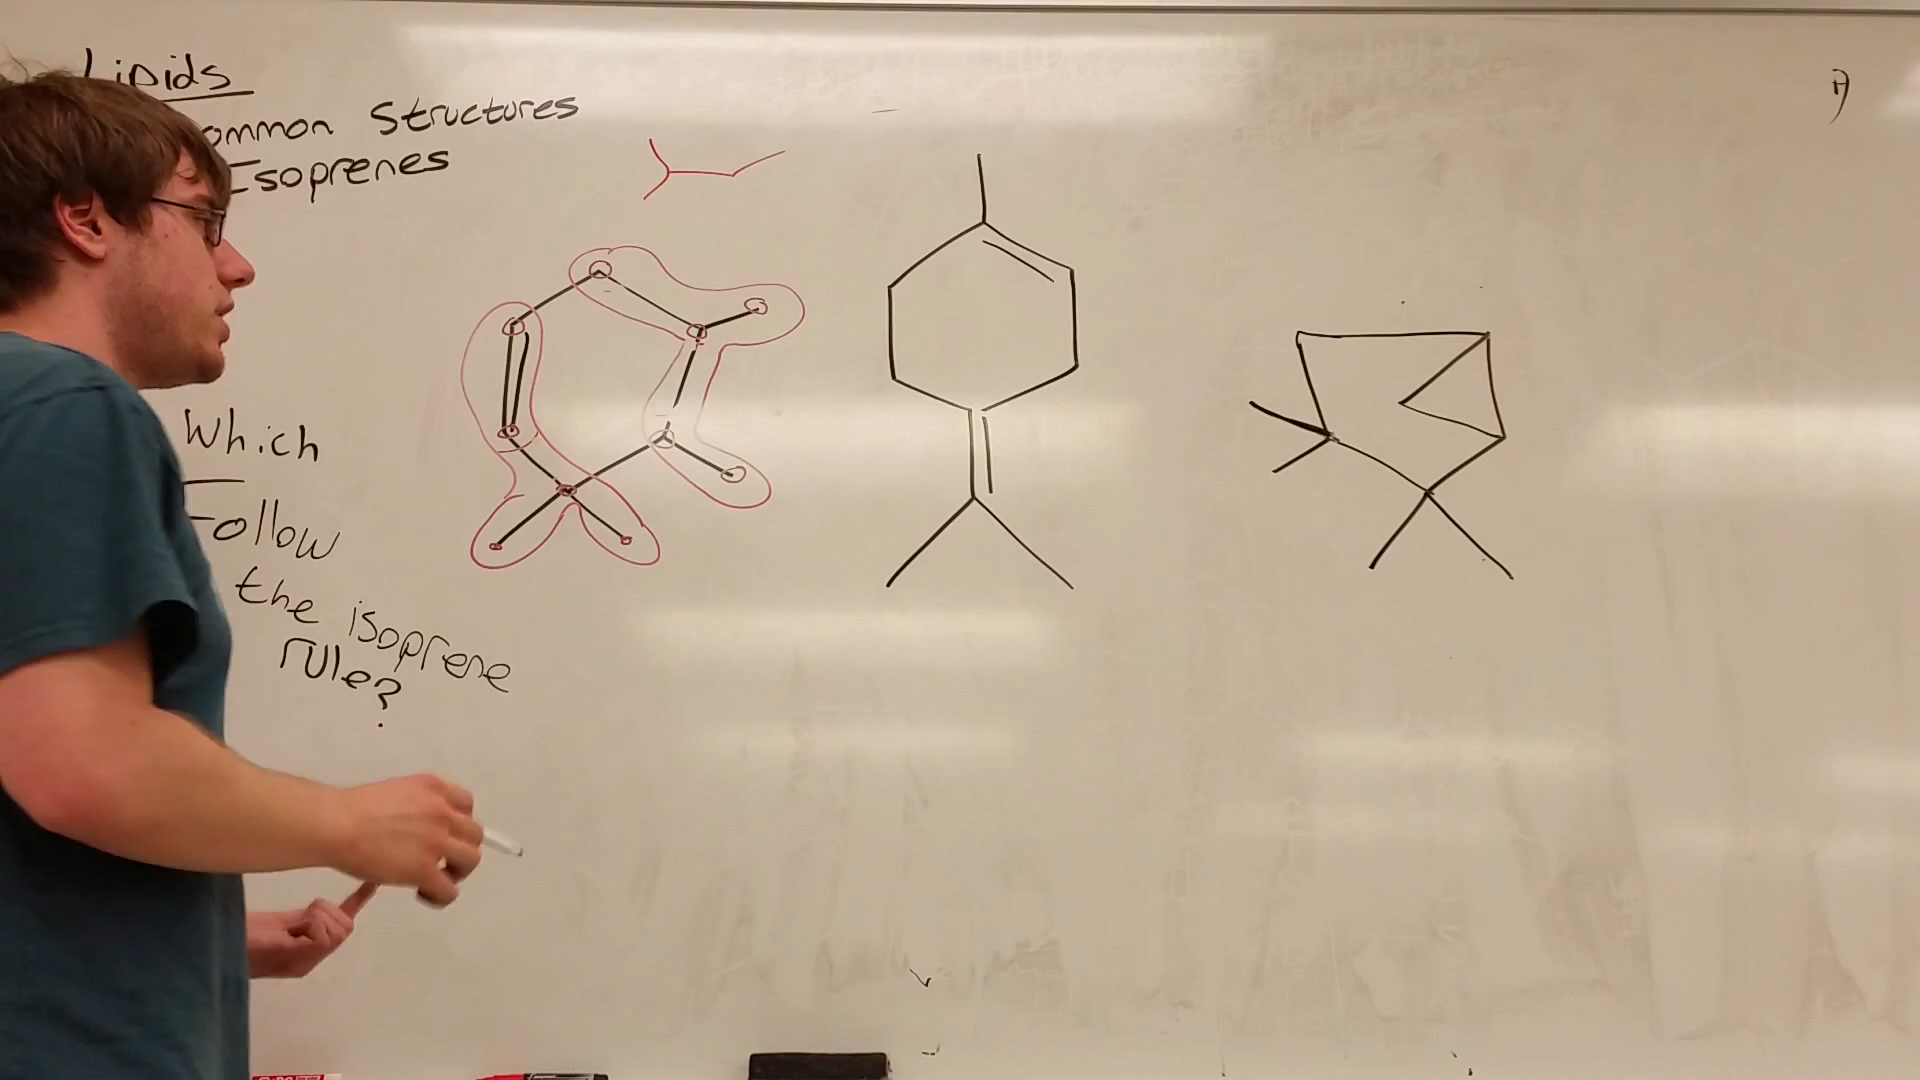 Lipids
ommon Structures
Isoprenes
Which
Follow
the isoprene
rule?